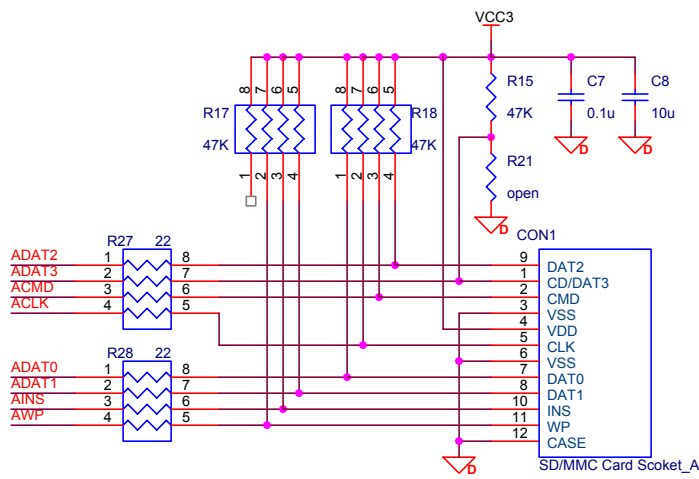 VCC3
8 7 6 5 8 7 6 5
R17 R18 R15 C7 C8
47K 47K 47K 0.1u 10u
1 2 3 4 1 2 3 4
D D
R21
open
D
CON1
R27 22
ADAT2 1 8 9 DAT2
ADAT3 2 7 1 CD/DAT3
ACMD 3 6 2 CMD
ACLK 4 5 3 VSS
4 VDD
5 CLK
R28 22 6 VSS
ADAT0 1 8 7 DAT0
ADAT1 2 7 8 DAT1
AINS 3 6 10 INS
AWP 4 5 11 WP
12 CASE
D
SD/MMC Card Scoket_A